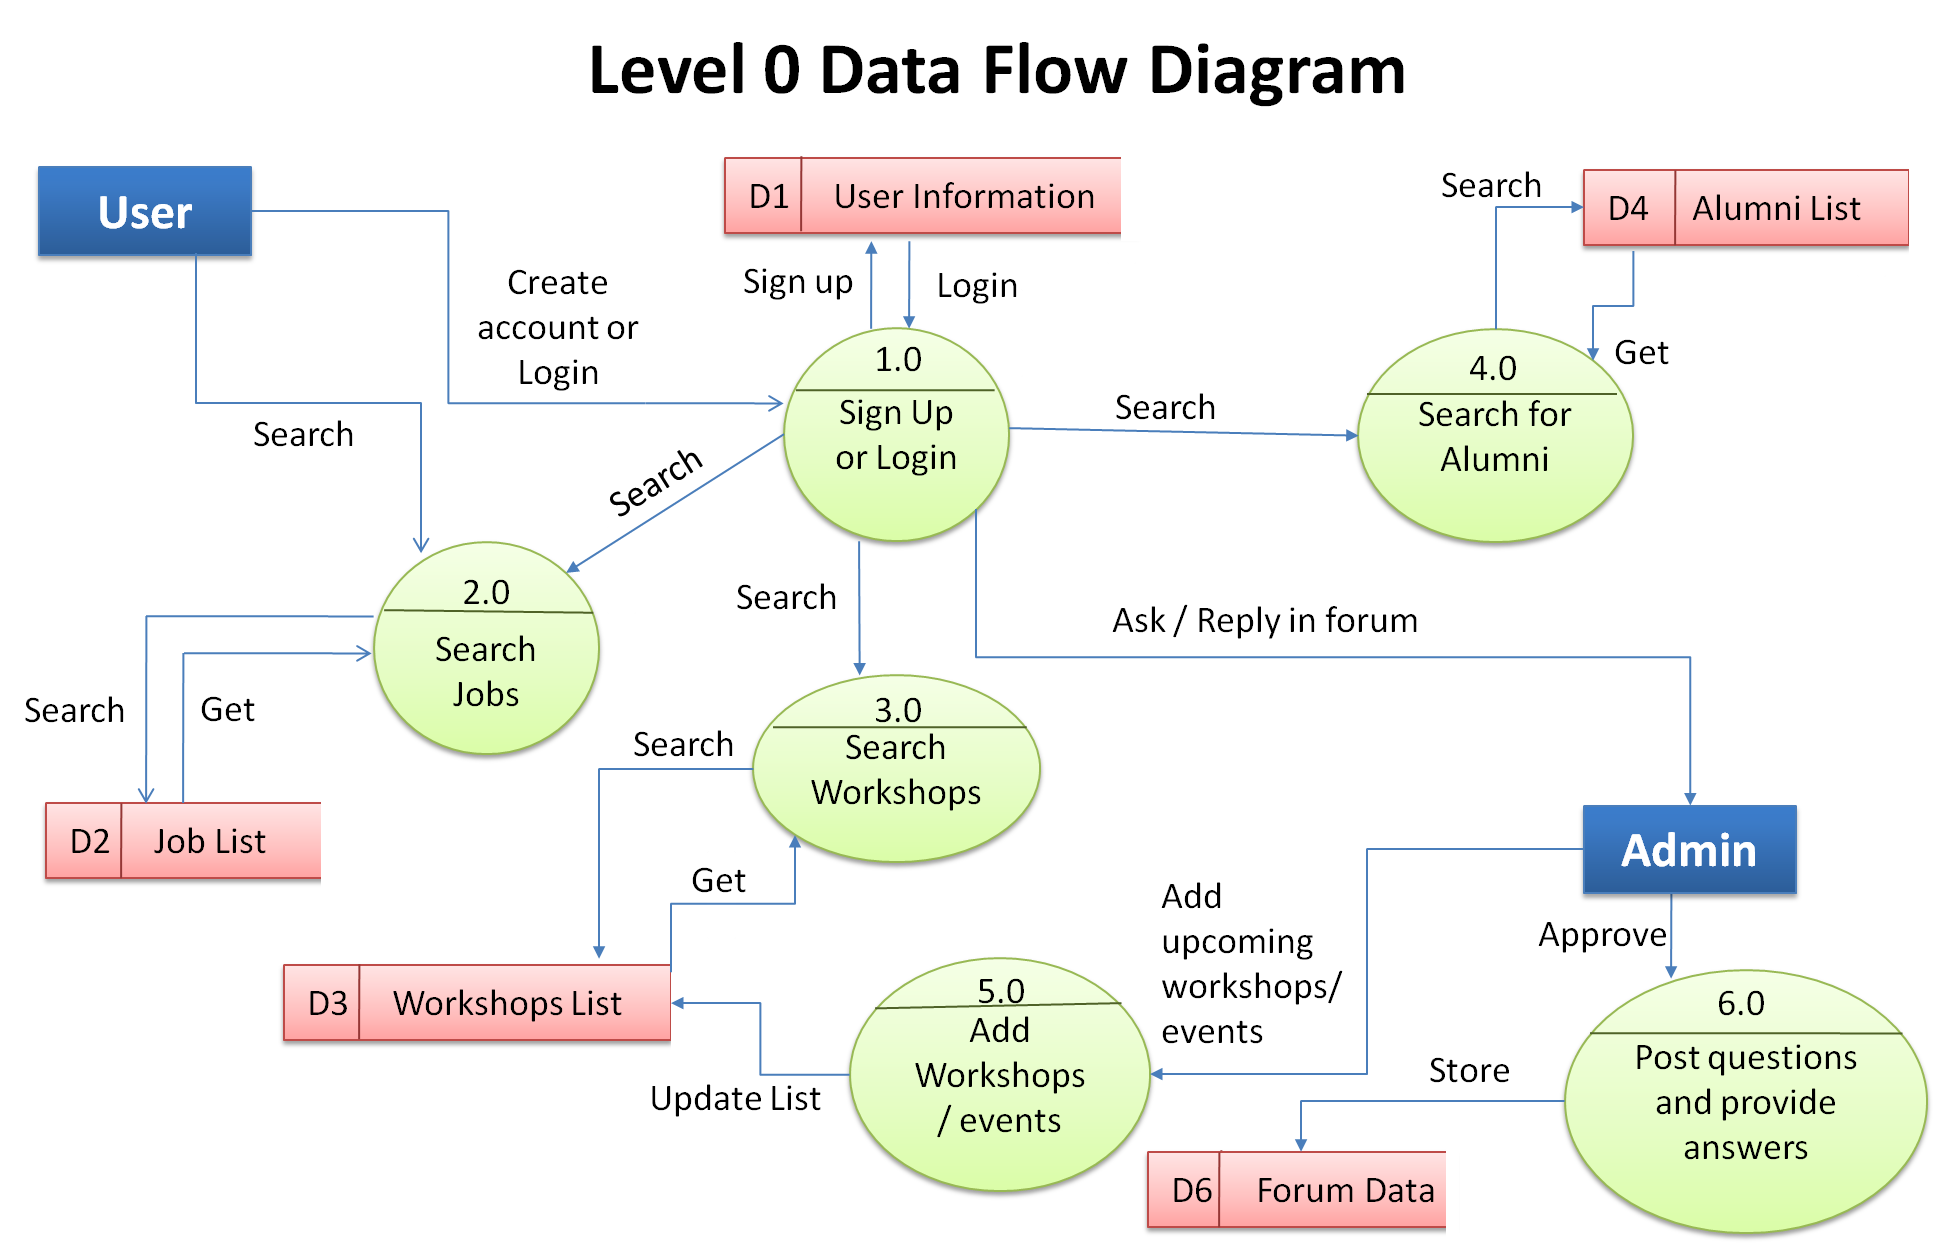 Level 0 Data Flow Diagram
User
D1 User Information
Search
D4 Alumni List
Sign up
Login
Create
account or
Login
Get
1.0
Sign Up
or Login
Search
4.0
Search for
Alumni
Search
Search
2.0
Search
Jobs
Search
Ask / Reply in forum
Search
Get
3.0
Search
Workshops
Search
D2 Job List
Get
Admin
Add
upcoming
workshops/
events
Approve
D3 Workshops List
5.0
Add
Workshops
/ events
6.0
Post questions
and provide
answers
Update List
Store
D6 Forum Data